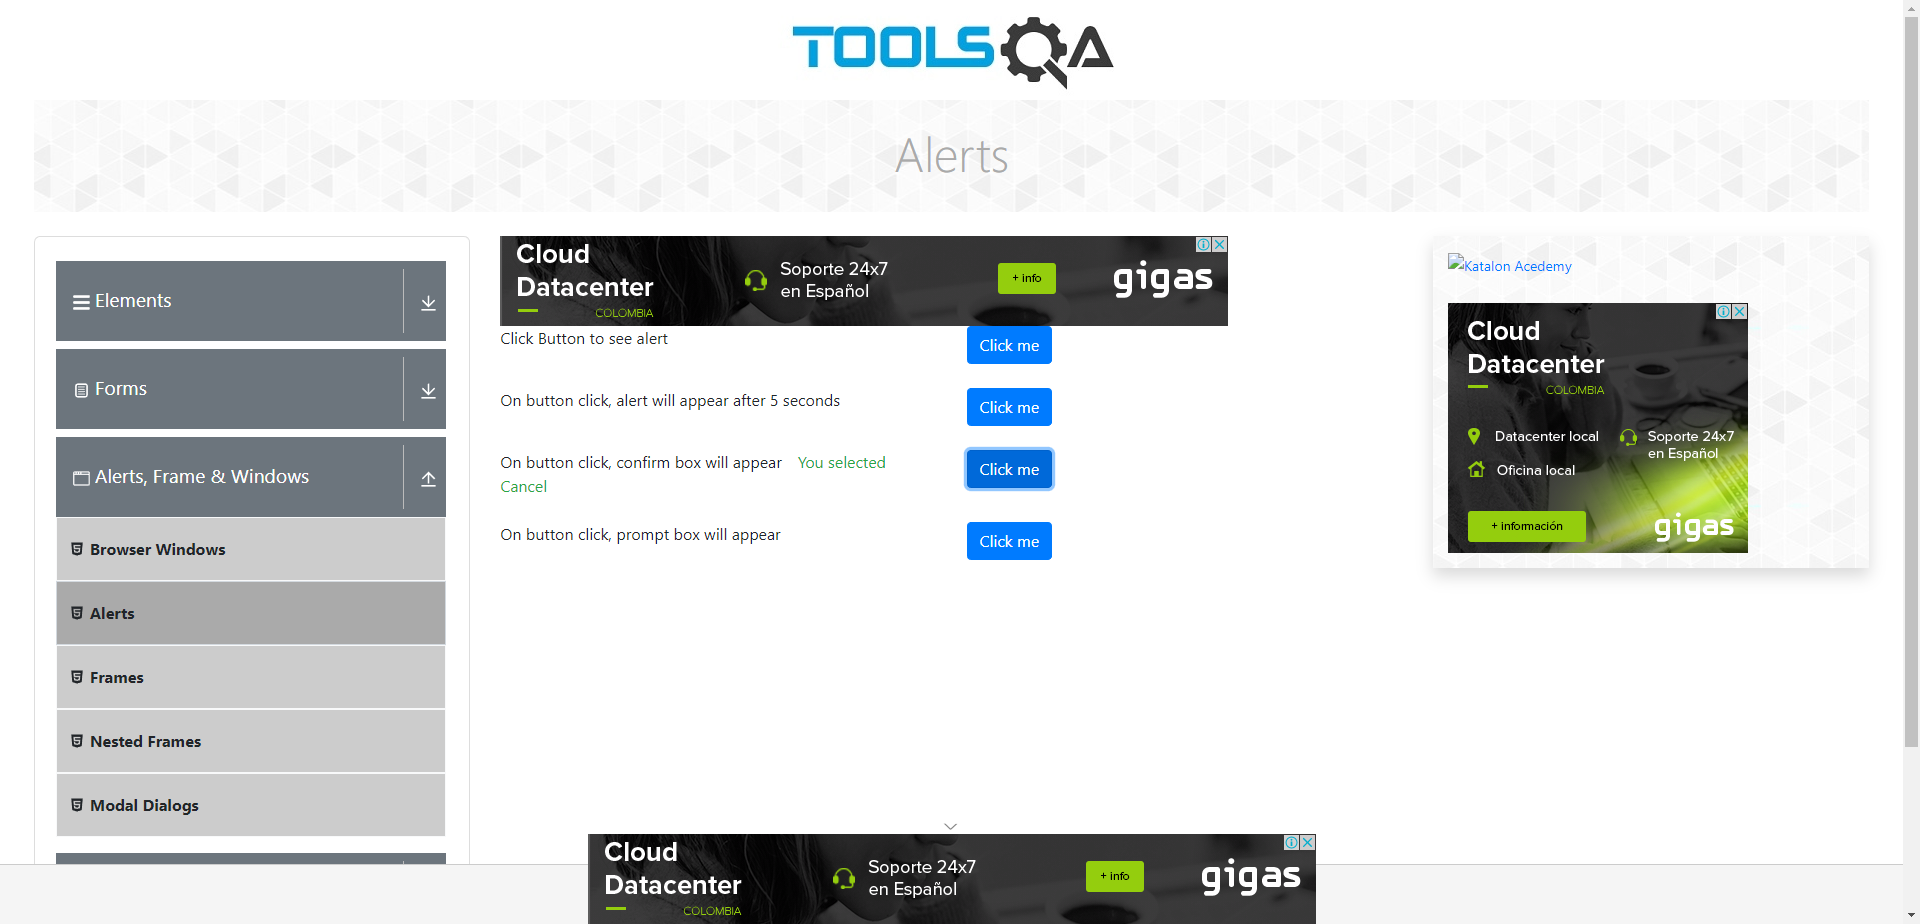 TOOLSQA
Alerts
Elements
Forms
Alerts, Frame & Windows
Browser Windows
Alerts
Frames
Nested Frames
Modal Dialogs
Cloud
Datacenter
COLOMBIA
Soporte 24x7
en Español
+ info
gigas
Click Button to see alert
Click me
On button click, alert will appear after 5 seconds
Click me
On button click, confirm box will appear You selected
Cancel
Click me
On button click, prompt box will appear
Click me
Katalon Acedemy
Cloud
Datacenter
COLOMBIA
Datacenter local
Soporte 24x7
en Español
Oficina local
+ información
gigas
Cloud
Datacenter
COLOMBIA
Soporte 24x7
en Español
+ info
gigas